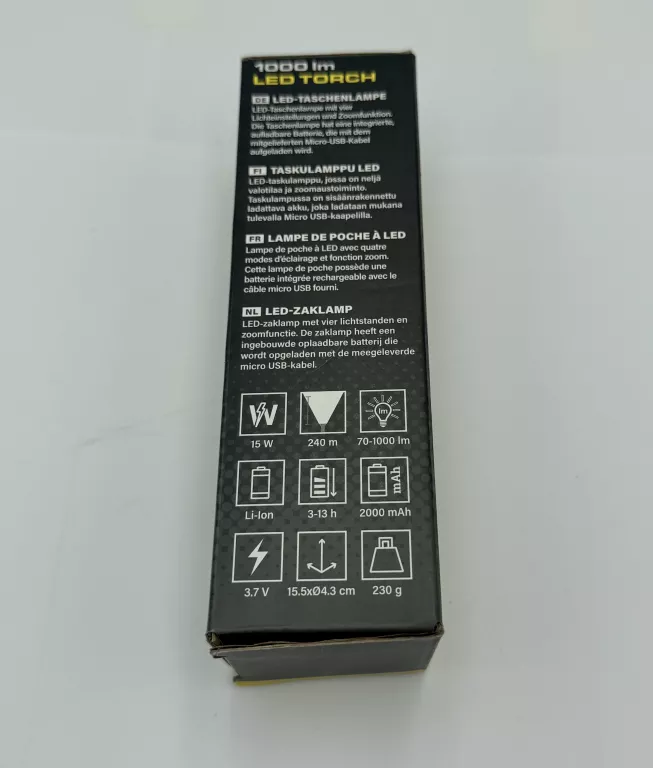 1000 lm
LED TORCH
DE LED-TASCHENLAMPE
LED-Taschenlampe mit vier
Lichteinstellungen und Zoomfunktion.
Die Taschenlampe hat eine integrierte,
aufladbare Batterie, die mit dem
mitgelieferten Micro-USB-Kabel
aufgeladen wird.
FI TASKULAMPPU LED
LED-taskulamppu, jossa on neljä
valotilaa ja zoomaustoiminto.
Taskulampussa on sisäänrakennettu
ladattava akku, joka ladataan mukana
tulevalla Micro USB-kaapelilla.
FR LAMPE DE POCHE À LED
Lampe de poche à LED avec quatre
modes d'éclairage et fonction zoom.
Cette lampe de poche possède une
batterie intégrée rechargeable avec le
câble micro USB fourni.
NL LED-ZAKLAMP
LED-zaklamp met vier lichtstanden en
zoomfunctie. De zaklamp heeft een
ingebouwde oplaadbare batterij die
wordt opgeladen met de meegeleverde
micro USB-kabel.
W lm
15 W 240 m 70-1000 lm
mAh
Li-Ion 3-13 h 2000 mAh
3.7 V 15.5xØ4.3 cm 230 g